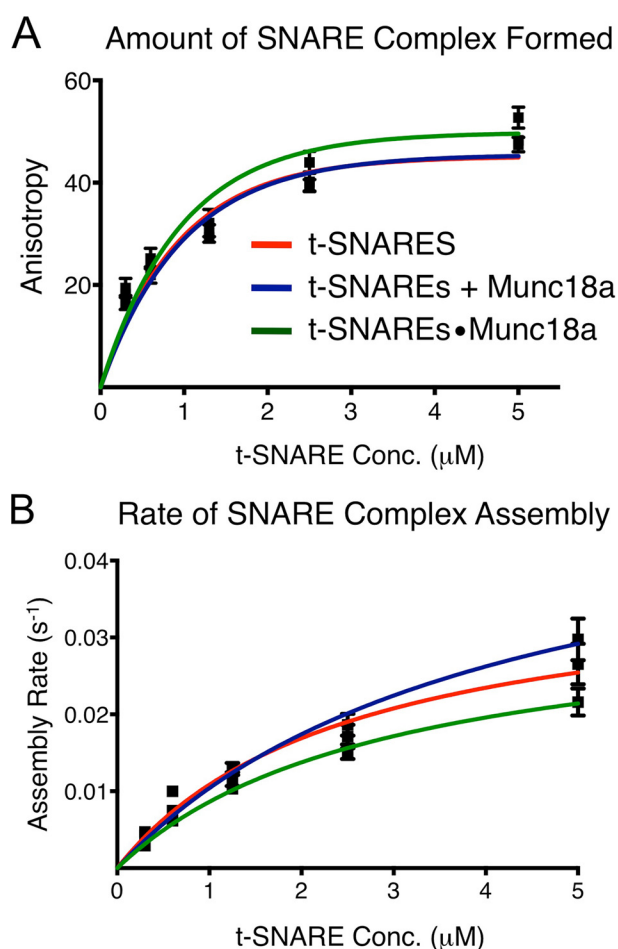 A Amount of SNARE Complex Formed
60
40
20
Anisotropy
t-SNARES
t-SNAREs + Munc18a
t-SNAREs•Munc18a
0 1 2 3 4 5
t-SNARE Conc. (μM)
B Rate of SNARE Complex Assembly
0.04
0.03
0.02
0.01
Assembly Rate (s⁻¹)
0 1 2 3 4 5
t-SNARE Conc. (μM)